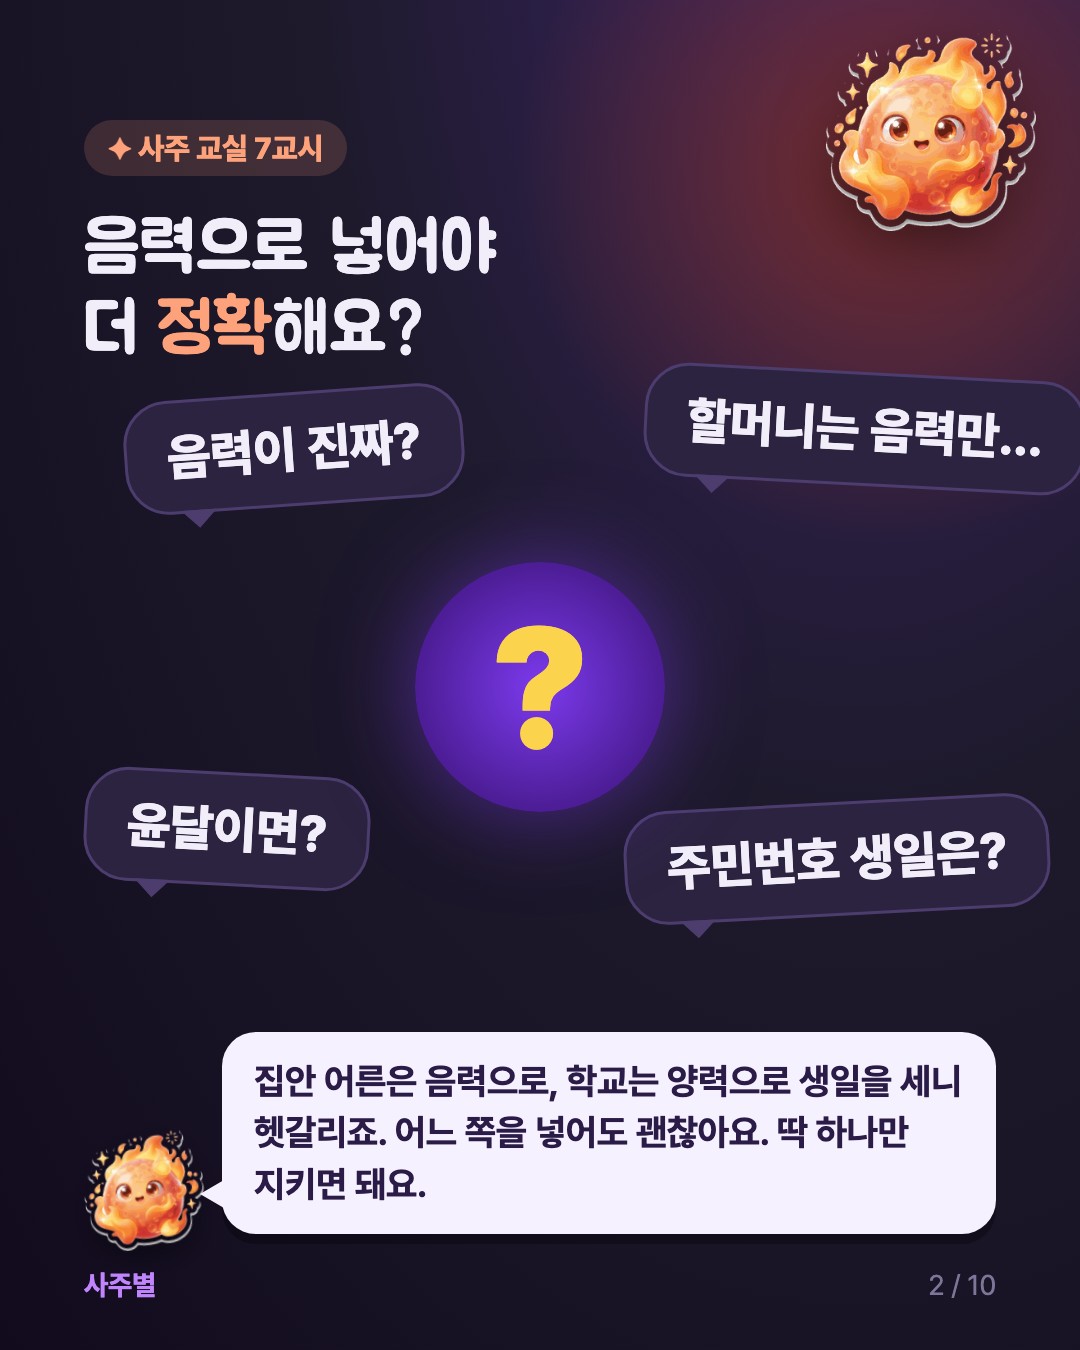 사주 교실 7교시
음력으로 넣어야
더 정확해요?
음력이 진짜?
할머니는 음력만...
?
윤달이면?
주민번호 생일은?
집안 어른은 음력으로, 학교는 양력으로 생일을 세니
헷갈리죠. 어느 쪽을 넣어도 괜찮아요. 딱 하나만
지키면 돼요.
사주별
2 / 10